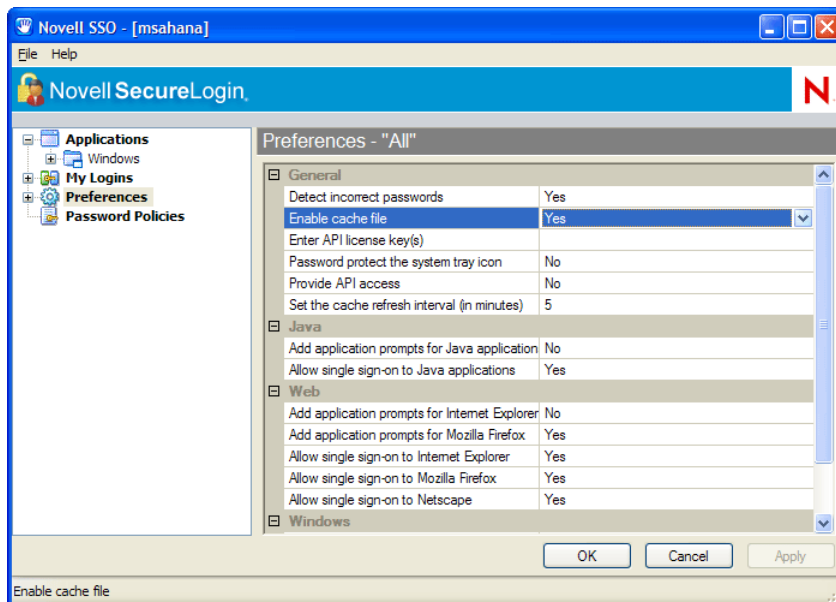 Novell SSO - [msahana]
File Help
Novell SecureLogin
N
Applications
Windows
My Logins
Preferences
Password Policies
Preferences - "All"
General
Detect incorrect passwords Yes
Enable cache file Yes
Enter API license key(s)
Password protect the system tray icon No
Provide API access No
Set the cache refresh interval (in minutes) 5
Java
Add application prompts for Java application No
Allow single sign-on to Java applications Yes
Web
Add application prompts for Internet Explorer No
Add application prompts for Mozilla Firefox Yes
Allow single sign-on to Internet Explorer Yes
Allow single sign-on to Mozilla Firefox Yes
Allow single sign-on to Netscape Yes
Windows
OK Cancel Apply
Enable cache file